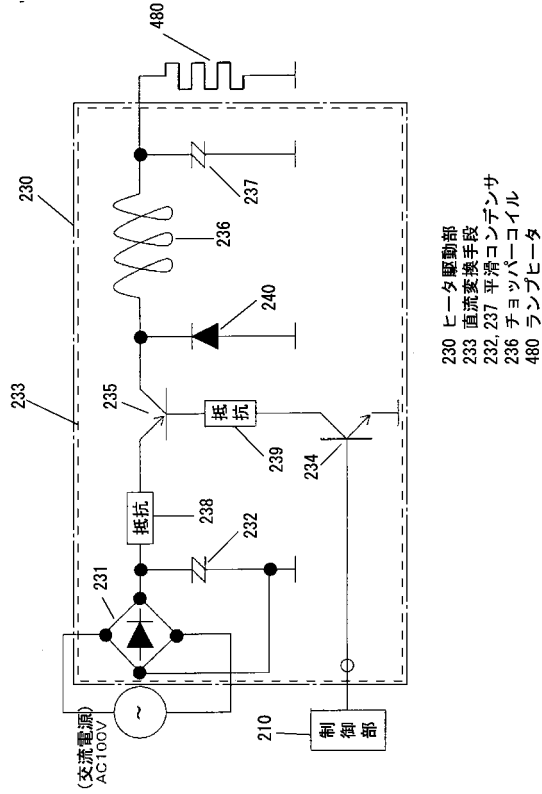 (交流電源)
AC100V
~
231
232
抵抗
238
235
抵抗
239
234
制御部
210
233
230
240
236
237
480
230 ヒータ駆動部
233 直流変換手段
232,237 平滑コンデンサ
236 チョッパーコイル
480 ランプヒータ